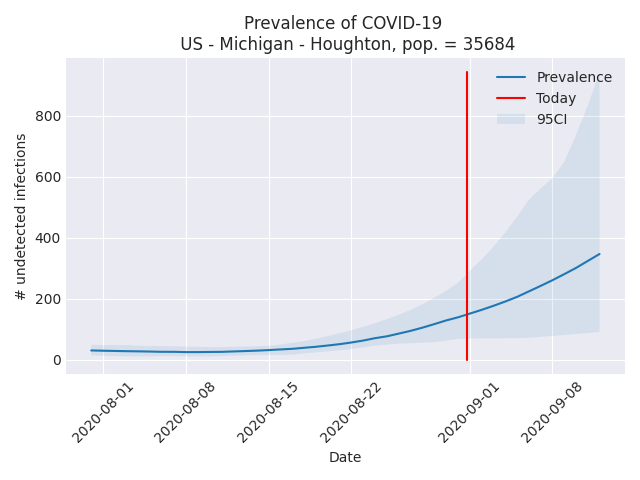 Prevalence of COVID-19
US - Michigan - Houghton, pop. = 35684
Prevalence
Today
95CI
800
600
400
200
0
# undetected infections
2020-08-01
2020-08-08
2020-08-15
2020-08-22
2020-09-01
2020-09-08
Date